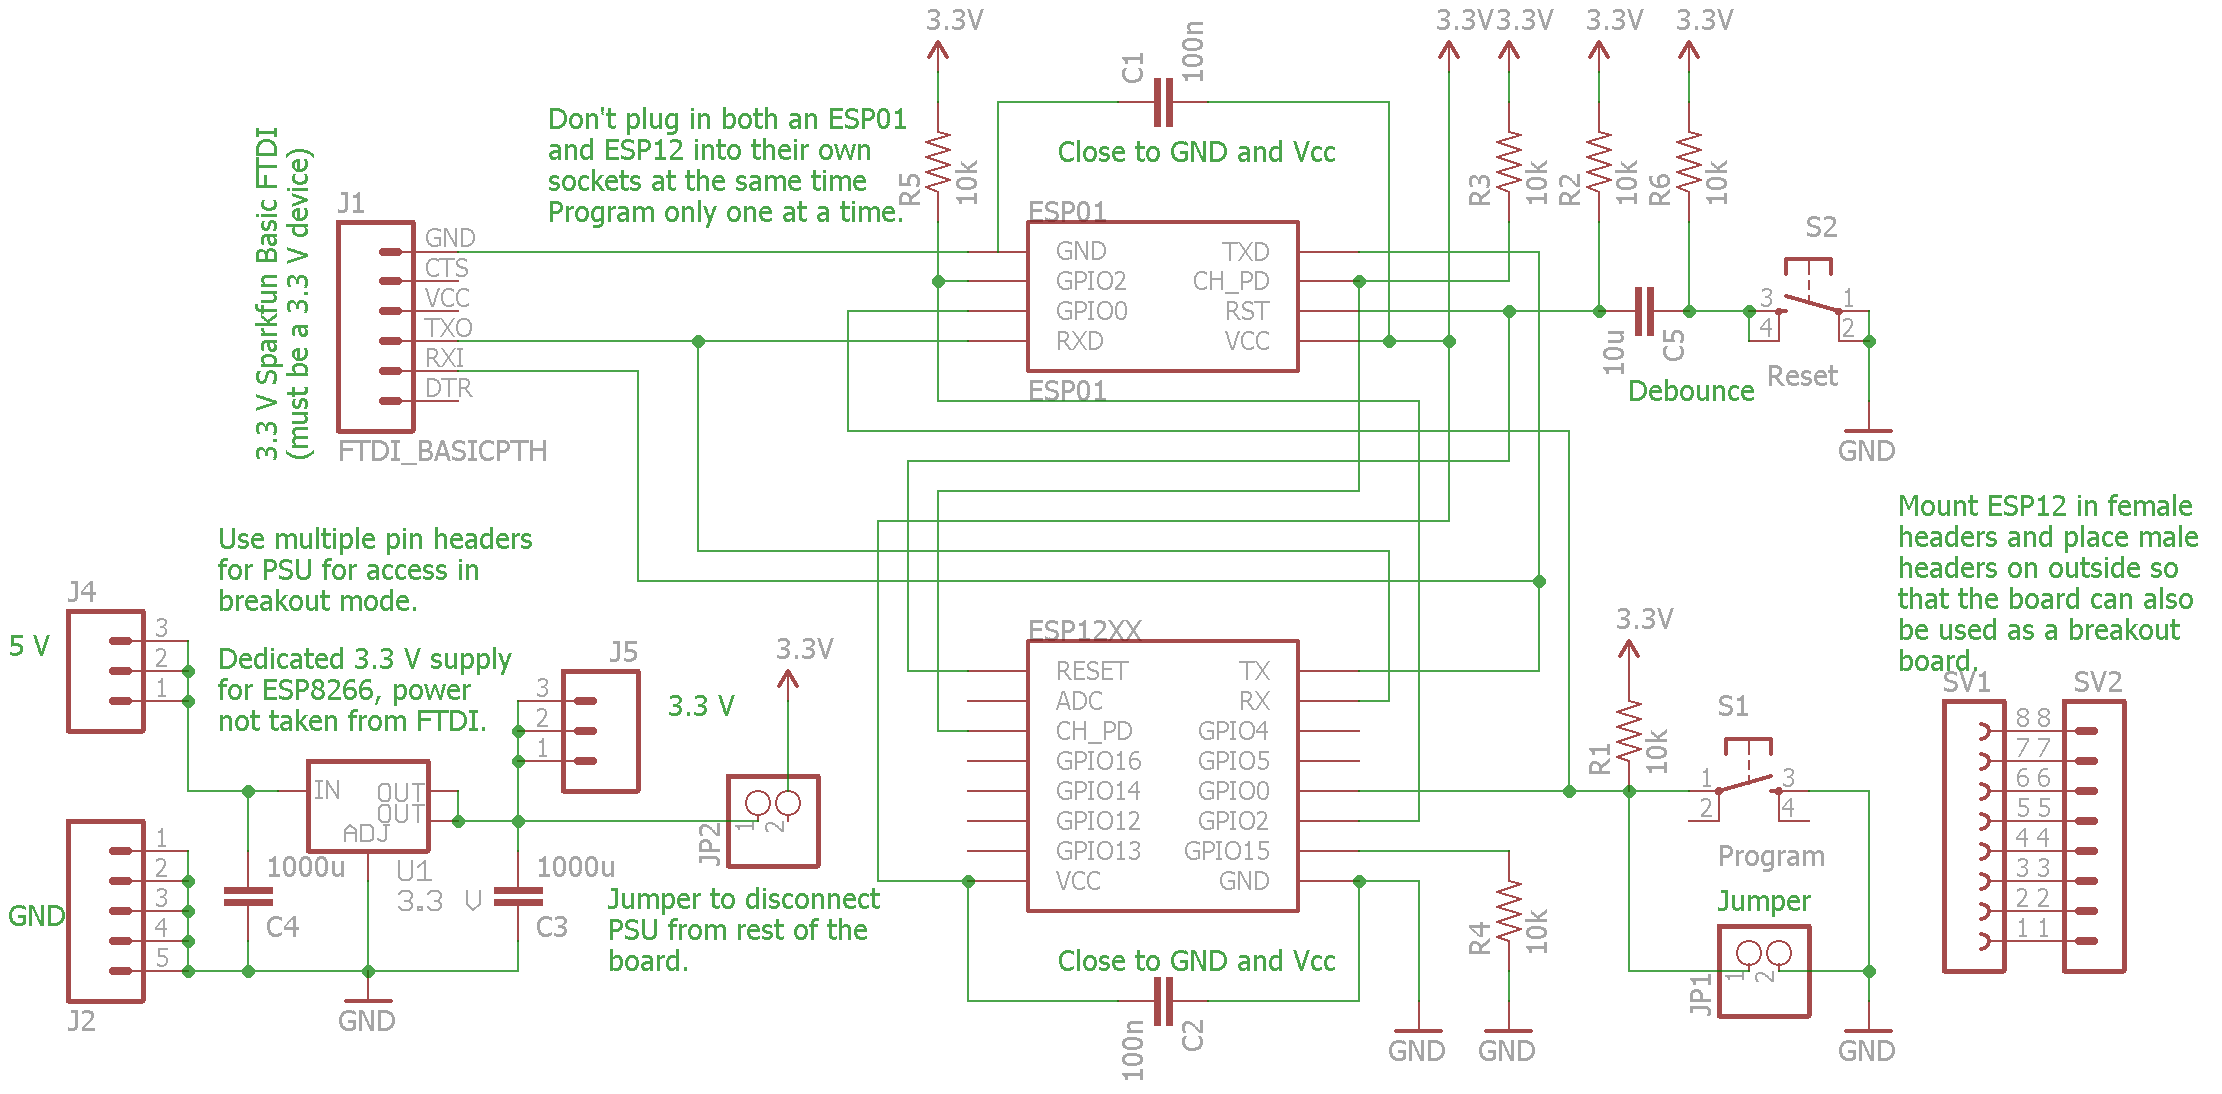 3.3V
3.3V
3.3V
3.3V
3.3V
C1
100n
Don't plug in both an ESP01
and ESP12 into their own
sockets at the same time
Program only one at a time.
Close to GND and Vcc
3.3 V Sparkfun Basic FTDI
(must be a 3.3 V device)
R5
10k
R3
10k
R2
10k
R6
10k
J1
GND
CTS
VCC
TXO
RXI
DTR
FTDI_BASICPTH
ESP01
GND
GPIO2
GPIO0
RXD
TXD
CH_PD
RST
VCC
ESP01
S2
3
4
1
2
Reset
10u
C5
Debounce
GND
Use multiple pin headers
for PSU for access in
breakout mode.
Dedicated 3.3 V supply
for ESP8266, power
not taken from FTDI.
J4
5 V
3
2
1
J5
3
2
1
3.3 V
3.3V
IN
OUT
OUT
ADJ
U1
3.3 V
JP2
1
2
Jumper to disconnect
PSU from rest of the
board.
GND
1
2
3
4
5
J2
1000u
C4
1000u
C3
GND
ESP12XX
RESET
ADC
CH_PD
GPIO16
GPIO14
GPIO12
GPIO13
VCC
TX
RX
GPIO4
GPIO5
GPIO0
GPIO2
GPIO15
GND
Close to GND and Vcc
100n
C2
GND
R4
10k
GND
3.3V
R1
10k
S1
1
2
3
4
Program
Jumper
JP1
1
2
GND
Mount ESP12 in female
headers and place male
headers on outside so
that the board can also
be used as a breakout
board.
SV1
SV2
8 8
7 7
6 6
5 5
4 4
3 3
2 2
1 1